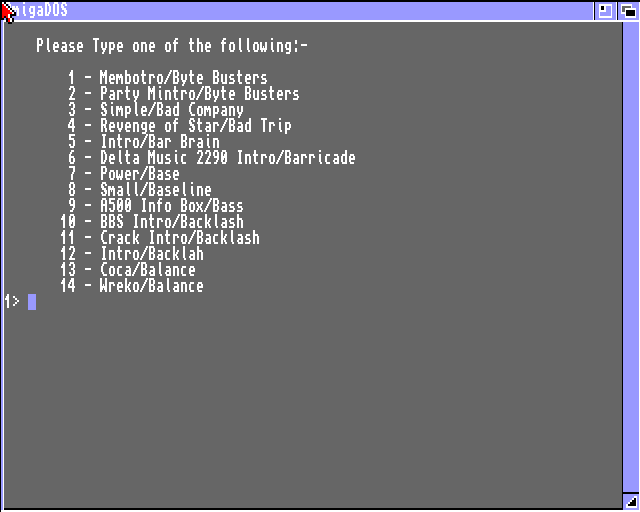 migaDOS
Please Type one of the following:-
1 - Membotro/Byte Busters
2 - Party Mintro/Byte Busters
3 - Simple/Bad Company
4 - Revenge of Star/Bad Trip
5 - Intro/Bar Brain
6 - Delta Music 2290 Intro/Barricade
7 - Power/Base
8 - Small/Baseline
9 - A500 Info Box/Bass
10 - BBS Intro/Backlash
11 - Crack Intro/Backlash
12 - Intro/Backlah
13 - Coca/Balance
14 - Wreko/Balance
1>